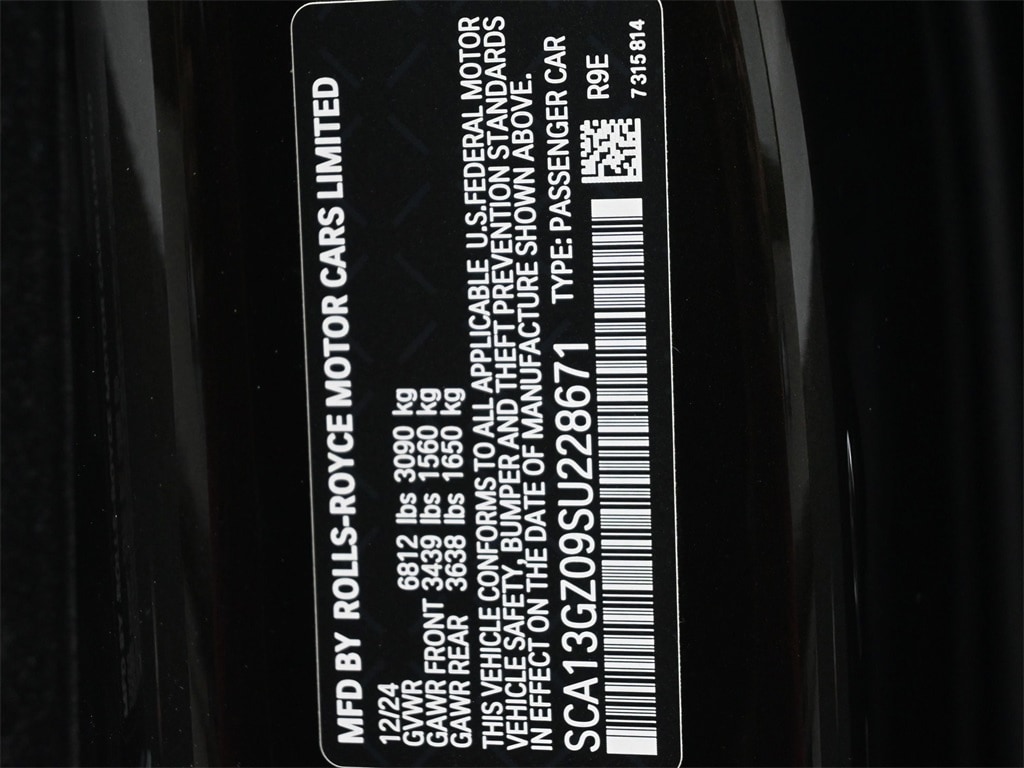 MFD BY ROLLS-ROYCE MOTOR CARS LIMITED
12/24
GVWR 6812 lbs 3090 kg
GAWR FRONT 3439 lbs 1560 kg
GAWR REAR 3638 lbs 1650 kg
THIS VEHICLE CONFORMS TO ALL APPLICABLE U.S.FEDERAL MOTOR
VEHICLE SAFETY, BUMPER AND THEFT PREVENTION STANDARDS
IN EFFECT ON THE DATE OF MANUFACTURE SHOWN ABOVE.
SCA13GZ09SU228671 TYPE: PASSENGER CAR
R9E
7315814